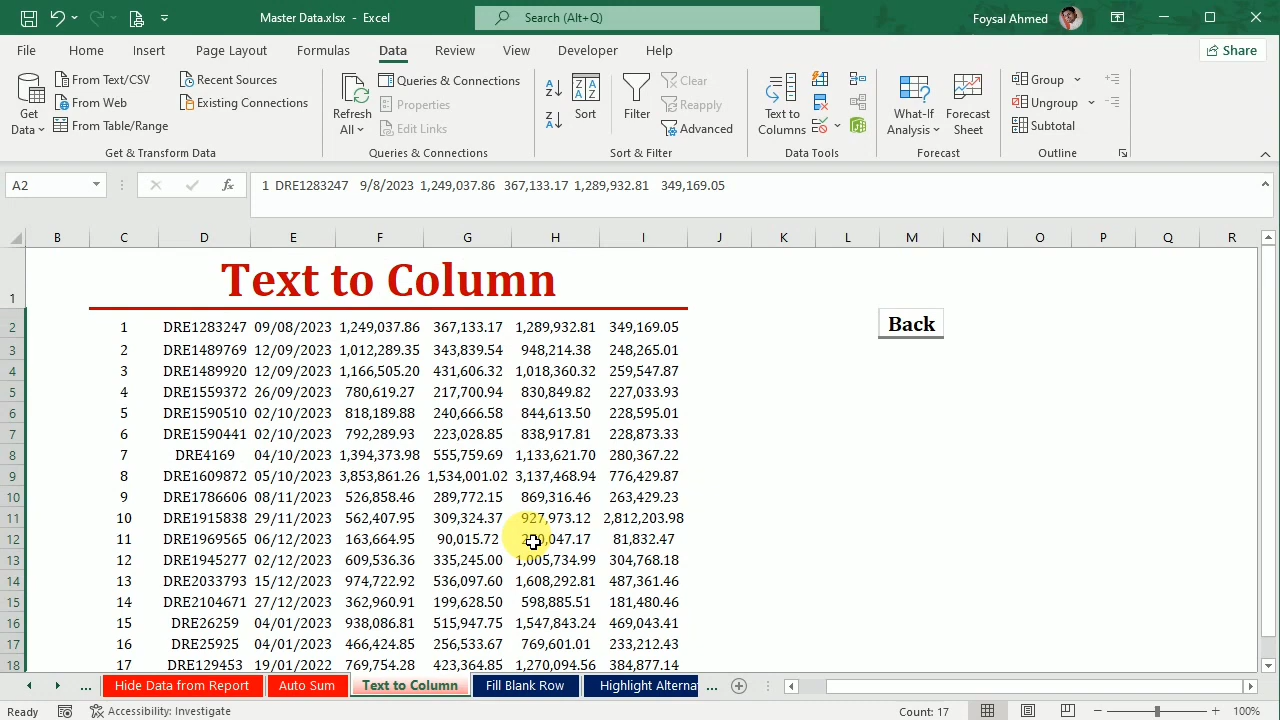 Master Data.xlsx - Excel
Search (Alt+Q)
Foysal Ahmed
File Home Insert Page Layout Formulas Data Review View Developer Help Share
Get Data
From Text/CSV
From Web
From Table/Range
Recent Sources
Existing Connections
Get & Transform Data
Refresh All
Queries & Connections
Properties
Edit Links
Queries & Connections
Sort
Filter
Clear
Reapply
Advanced
Sort & Filter
Text to Columns
Data Tools
What-If Analysis
Forecast Sheet
Forecast
Group
Ungroup
Subtotal
Outline
A2
fx
1 DRE1283247 9/8/2023 1,249,037.86 367,133.17 1,289,932.81 349,169.05
B C D E F G H I J K L M N O P Q R
1 Text to Column
2 1 DRE1283247 09/08/2023 1,249,037.86 367,133.17 1,289,932.81 349,169.05 Back
3 2 DRE1489769 12/09/2023 1,012,289.35 343,839.54 948,214.38 248,265.01
4 3 DRE1489920 12/09/2023 1,166,505.20 431,606.32 1,018,360.32 259,547.87
5 4 DRE1559372 26/09/2023 780,619.27 217,700.94 830,849.82 227,033.93
6 5 DRE1590510 02/10/2023 818,189.88 240,666.58 844,613.50 228,595.01
7 6 DRE1590441 02/10/2023 792,289.93 223,028.85 838,917.81 228,873.33
8 7 DRE4169 04/10/2023 1,394,373.98 555,759.69 1,133,621.70 280,367.22
9 8 DRE1609872 05/10/2023 3,853,861.26 1,534,001.02 3,137,468.94 776,429.87
10 9 DRE1786606 08/11/2023 526,858.46 289,772.15 869,316.46 263,429.23
11 10 DRE1915838 29/11/2023 562,407.95 309,324.37 927,973.12 2,812,203.98
12 11 DRE1969565 06/12/2023 163,664.95 90,015.72 81,832.47
13 12 DRE1945277 02/12/2023 609,536.36 335,245.00 1,005,734.99 304,768.18
14 13 DRE2033793 15/12/2023 974,722.92 536,097.60 1,608,292.81 487,361.46
15 14 DRE2104671 27/12/2023 362,960.91 199,628.50 598,885.51 181,480.46
16 15 DRE26259 04/01/2023 938,086.81 515,947.75 1,547,843.24 469,043.41
17 16 DRE25925 04/01/2023 466,424.85 256,533.67 769,601.01 233,212.43
18 17 DRE129453 19/01/2022 769,754.28 423,364.85 1,270,094.56 384,877.14
... Hide Data from Report Auto Sum Text to Column Fill Blank Row Highlight Alterna ...
Ready Accessibility: Investigate Count: 17 100%